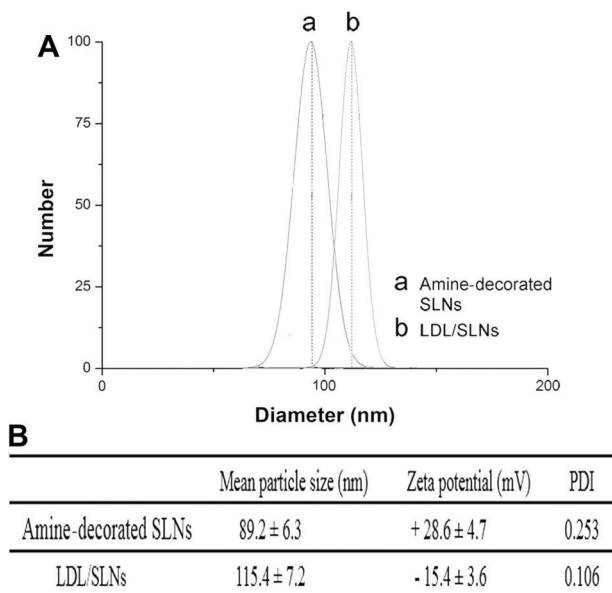 A
a b
100
75
50
25
0
Number
a Amine-decorated
SLNs
b LDL/SLNs
0 100 200
Diameter (nm)
B
Mean particle size (nm) Zeta potential (mV) PDI
Amine-decorated SLNs 89.2 ± 6.3 + 28.6 ± 4.7 0.253
LDL/SLNs 115.4 ± 7.2 - 15.4 ± 3.6 0.106